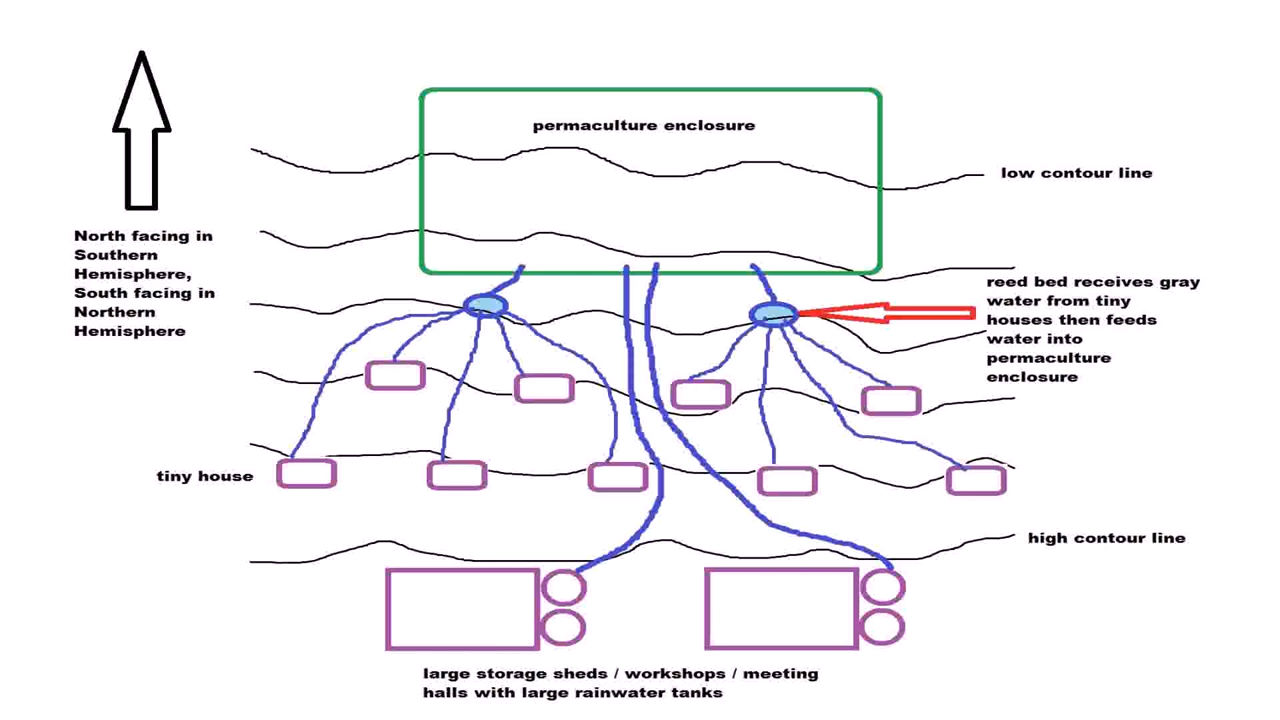 permaculture enclosure
low contour line
North facing in
Southern
Hemisphere,
South facing in
Northern
Hemisphere
reed bed receives gray
water from tiny
houses then feeds
water into
permaculture
enclosure
tiny house
high contour line
large storage sheds / workshops / meeting
halls with large rainwater tanks